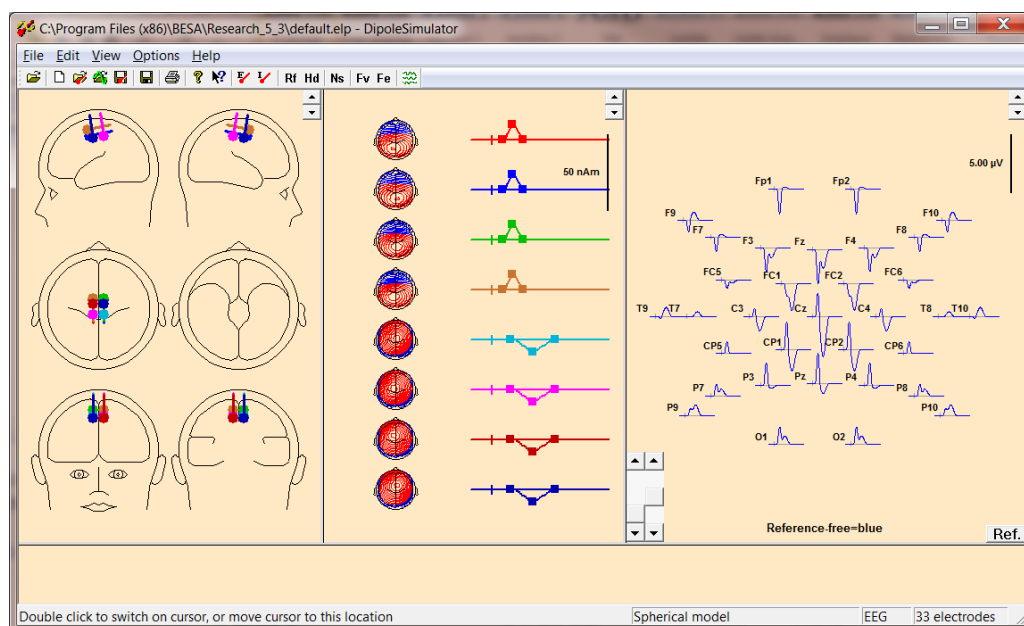 C:\Program Files (x86)\BESA\Research_5_3\default.elp - DipoleSimulator
File Edit View Options Help
Rf Hd Ns Fv Fe
50 nAm
5.00 µV
Fp1 Fp2
F9 F10
F7 F3 Fz F4 F8
FC5 FC1 FC2 FC6
T9 T7 C3 Cz C4 T8 T10
CP5 CP1 CP2 CP6
P7 P3 Pz P4 P8
P9 P10
O1 O2
Reference-free=blue
Ref.
Double click to switch on cursor, or move cursor to this location Spherical model EEG 33 electrodes